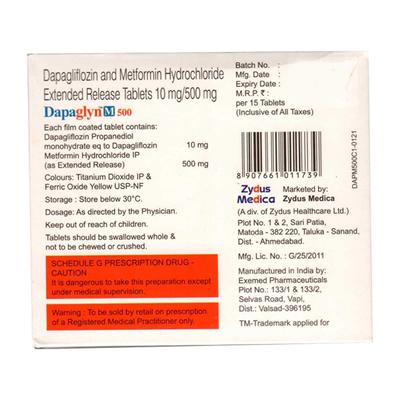 Dapagliflozin and Metformin Hydrochloride
Extended Release Tablets 10 mg/500 mg
Dapaglyn M 500
Each film coated tablet contains:
Dapagliflozin Propanediol
monohydrate eq to Dapagliflozin 10 mg
Metformin Hydrochloride IP
(as Extended Release) 500 mg
Colours: Titanium Dioxide IP &
Ferric Oxide Yellow USP-NF
Storage : Store below 30°C.
Dosage: As directed by the Physician.
Keep out of reach of children.
Tablets should be swallowed whole &
not to be chewed or crushed.
SCHEDULE G PRESCRIPTION DRUG -
CAUTION
It is dangerous to take this preparation except
under medical supervision.
Warning : To be sold by retail on prescription
of a Registered Medical Practitioner only.
Batch No. :
Mfg. Date :
Expiry Date :
M.R.P. ₹ :
per 15 Tablets
(Inclusive of All Taxes)
8 907661 011739
DAPM500C1-0121
Zydus
Medica
Marketed by:
Zydus Medica
(A div. of Zydus Healthcare Ltd.)
Plot No. 1 & 2, Sari Patia,
Matoda - 382 220, Taluka - Sanand,
Dist. - Ahmedabad.
Mfg. Lic. No. : G/25/2011
Manufactured in India by:
Exemed Pharmaceuticals
Plot No.: 133/1 & 133/2,
Selvas Road, Vapi,
Dist.: Valsad-396195
TM-Trademark applied for